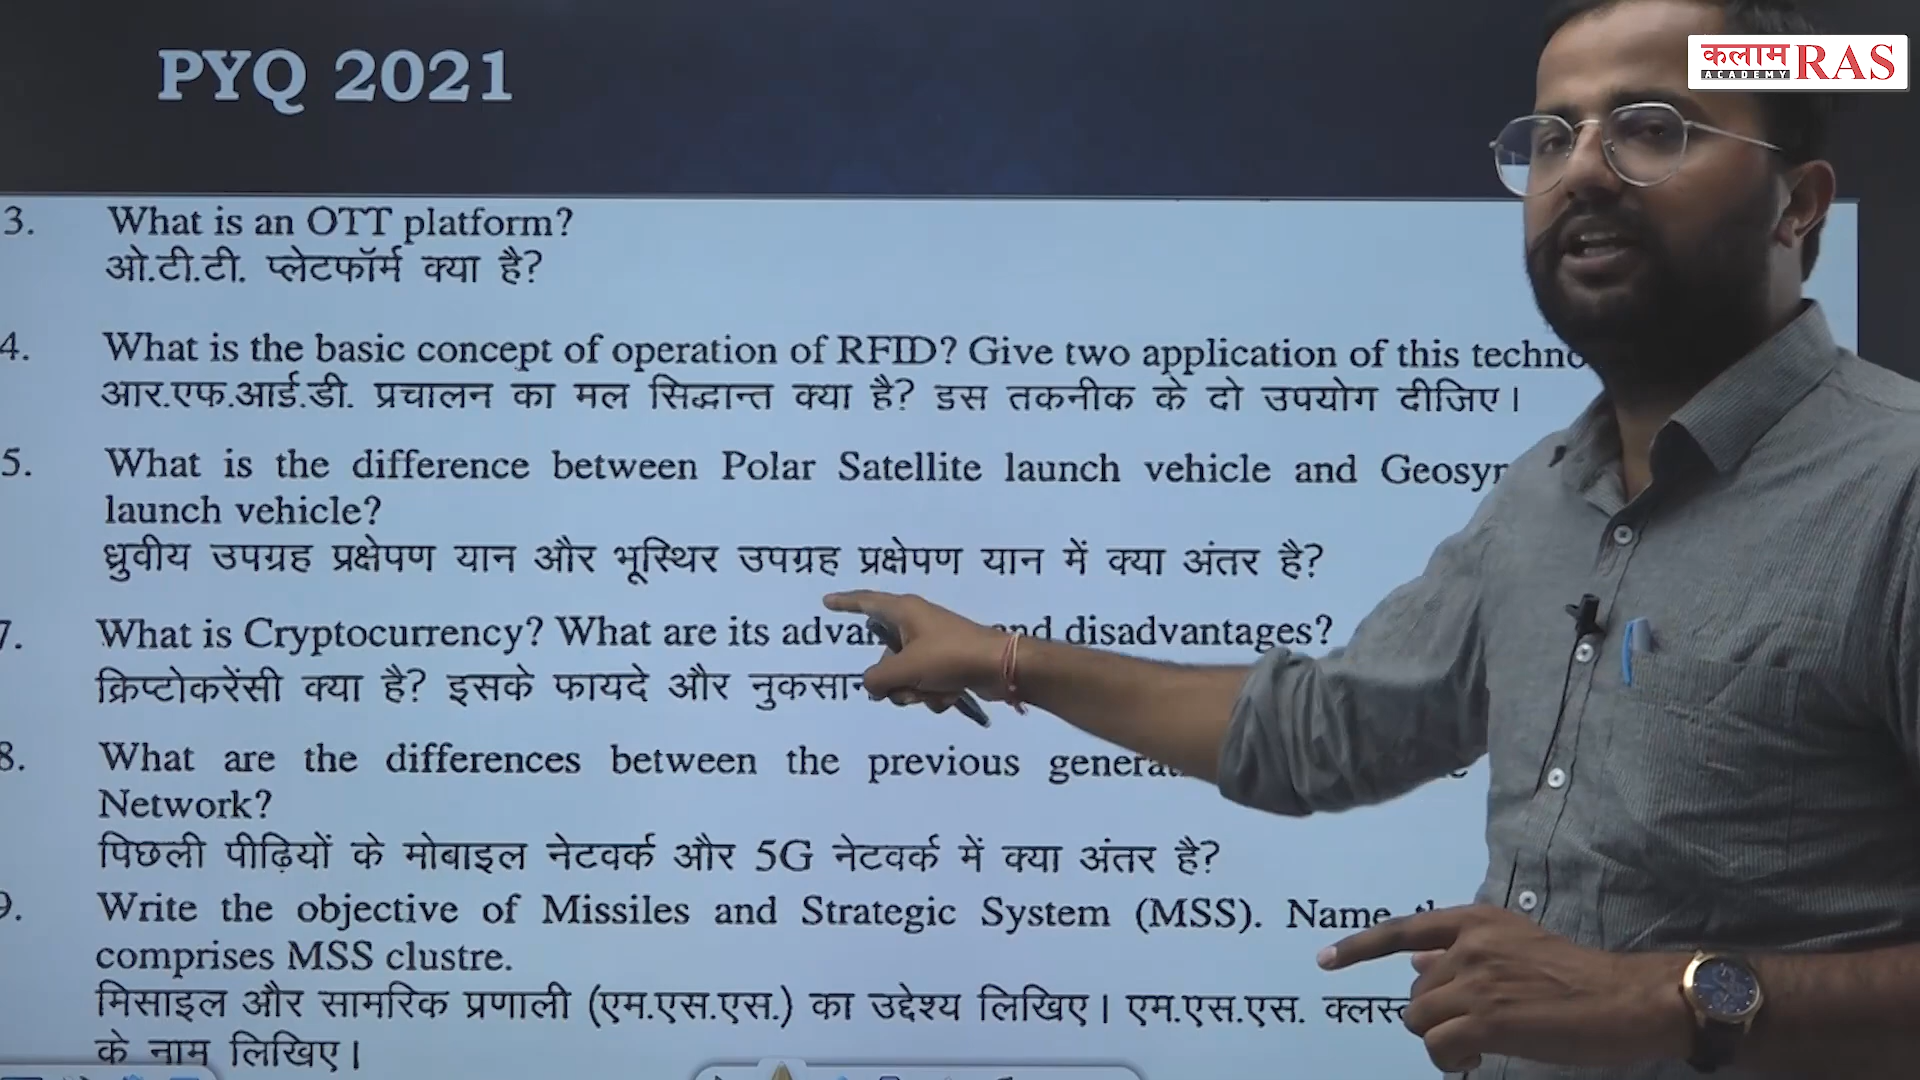 PYQ 2021
कलाम RAS
ACADEMY
3. What is an OTT platform?
ओ.टी.टी. प्लेटफॉर्म क्या है?
4. What is the basic concept of operation of RFID? Give two application of this
आर.एफ.आई.डी. प्रचालन का मल सिद्धान्त क्या है? इस तकनीक के दो उपयोग दीजिए।
5. What is the difference between Polar Satellite launch vehicle and
launch vehicle?
ध्रुवीय उपग्रह प्रक्षेपण यान और भूस्थिर उपग्रह प्रक्षेपण यान में क्या अंतर है?
7. What is Cryptocurrency? What are its and disadvantages?
क्रिप्टोकरेंसी क्या है? इसके फायदे और नुकसान
8. What are the differences between the previous
Network?
पिछली पीढ़ियों के मोबाइल नेटवर्क और 5G नेटवर्क में क्या अंतर है?
9. Write the objective of Missiles and Strategic System (MSS). Name
comprises MSS clustre.
मिसाइल और सामरिक प्रणाली (एम.एस.एस.) का उद्देश्य लिखिए। एम.एस.एस.
के नाम लिखिए।